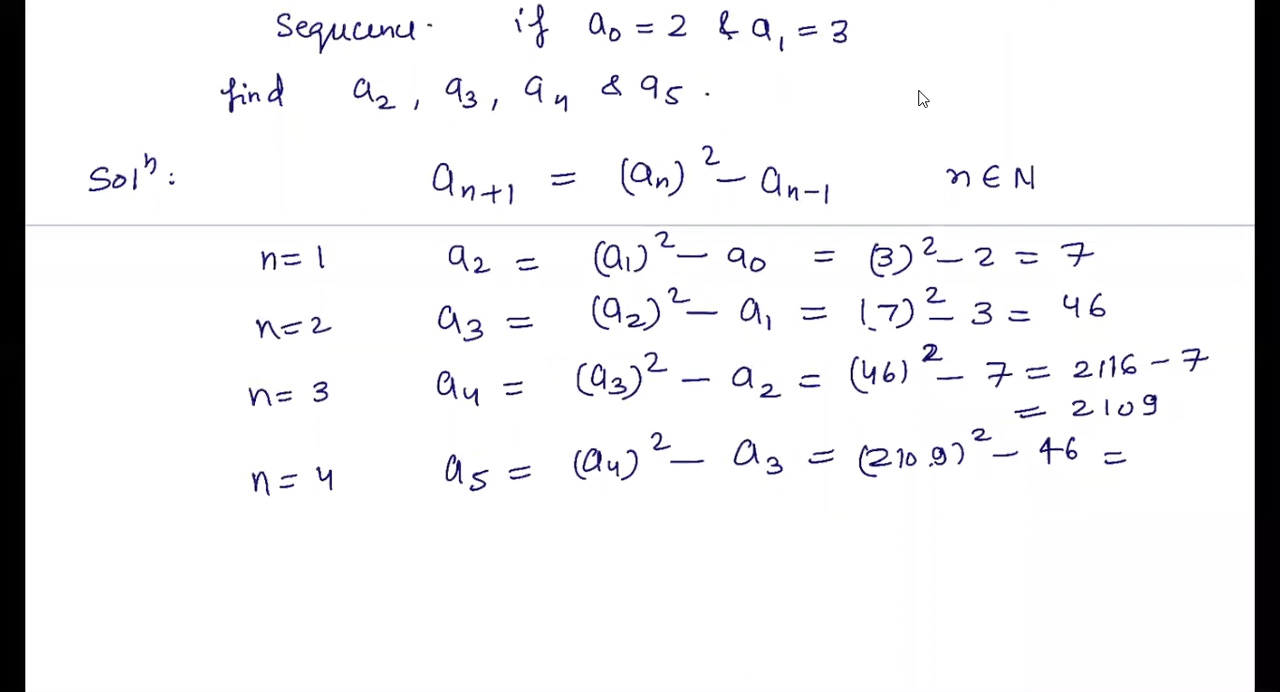 Sequence. if a₀ = 2 & a₁ = 3
find a₂, a₃, a₄ & a₅.
Solⁿ: aₙ₊₁ = (aₙ)² − aₙ₋₁ n ∈ N
n = 1 a₂ = (a₁)² − a₀ = (3)² − 2 = 7
n = 2 a₃ = (a₂)² − a₁ = (7)² − 3 = 46
n = 3 a₄ = (a₃)² − a₂ = (46)² − 7 = 2116 − 7
= 2109
n = 4 a₅ = (a₄)² − a₃ = (2109)² − 46 =